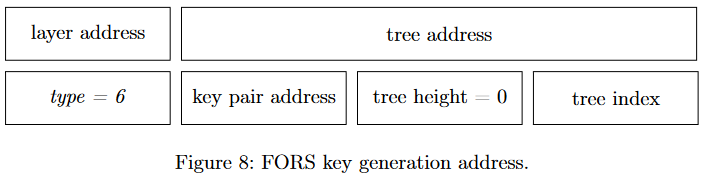 layer address tree address
type = 6 key pair address tree height = 0 tree index
Figure 8: FORS key generation address.